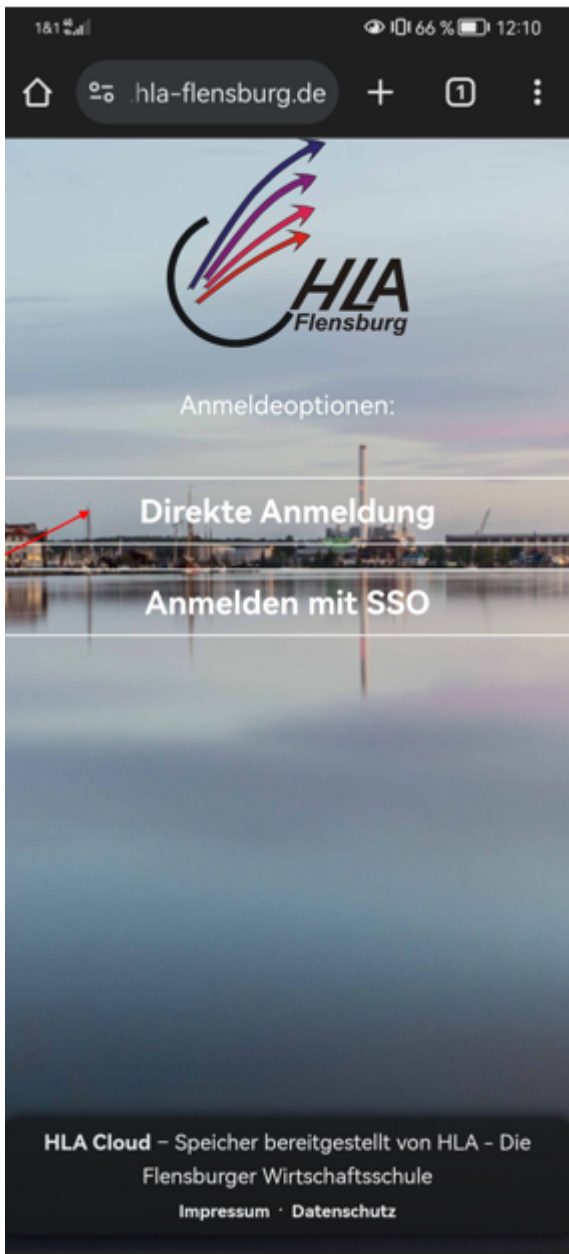 1&1 66 % 12:10
.hla-flensburg.de 1
HLA
Flensburg
Anmeldeoptionen:
Direkte Anmeldung
Anmelden mit SSO
HLA Cloud – Speicher bereitgestellt von HLA - Die
Flensburger Wirtschaftsschule
Impressum · Datenschutz